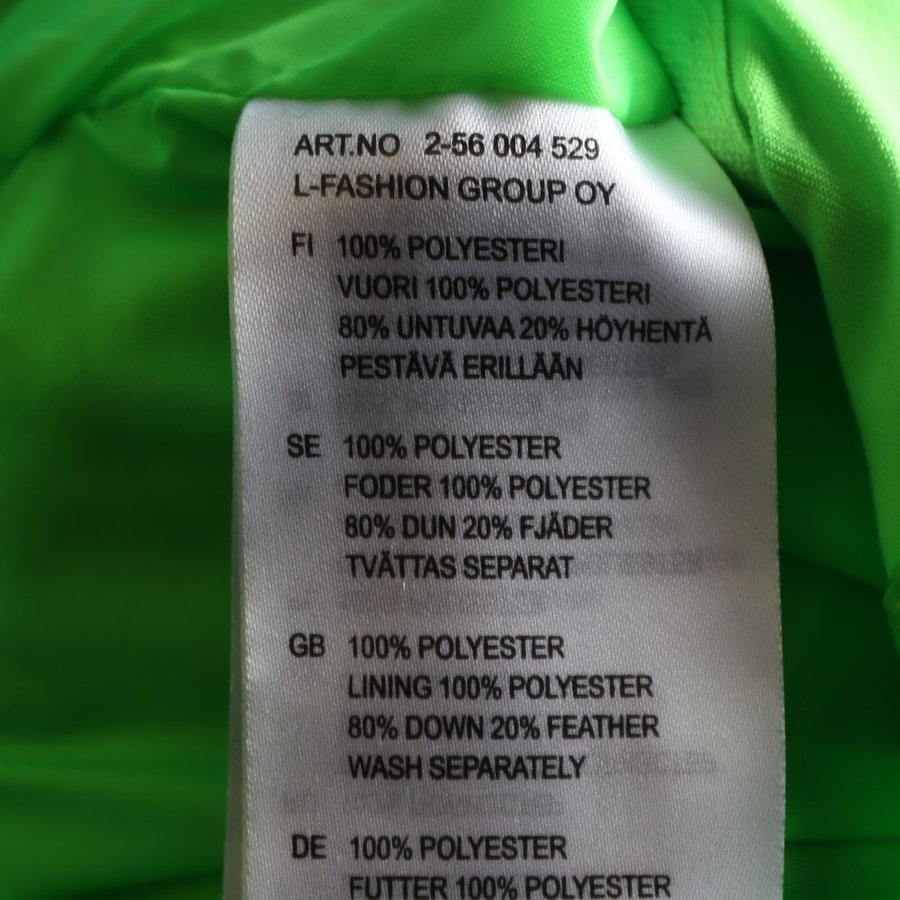 ART.NO 2-56 004 529
L-FASHION GROUP OY
FI 100% POLYESTERI
VUORI 100% POLYESTERI
80% UNTUVAA 20% HÖYHENTÄ
PESTÄVÄ ERILLÄÄN
SE 100% POLYESTER
FODER 100% POLYESTER
80% DUN 20% FJÄDER
TVÄTTAS SEPARAT
GB 100% POLYESTER
LINING 100% POLYESTER
80% DOWN 20% FEATHER
WASH SEPARATELY
DE 100% POLYESTER
FUTTER 100% POLYESTER